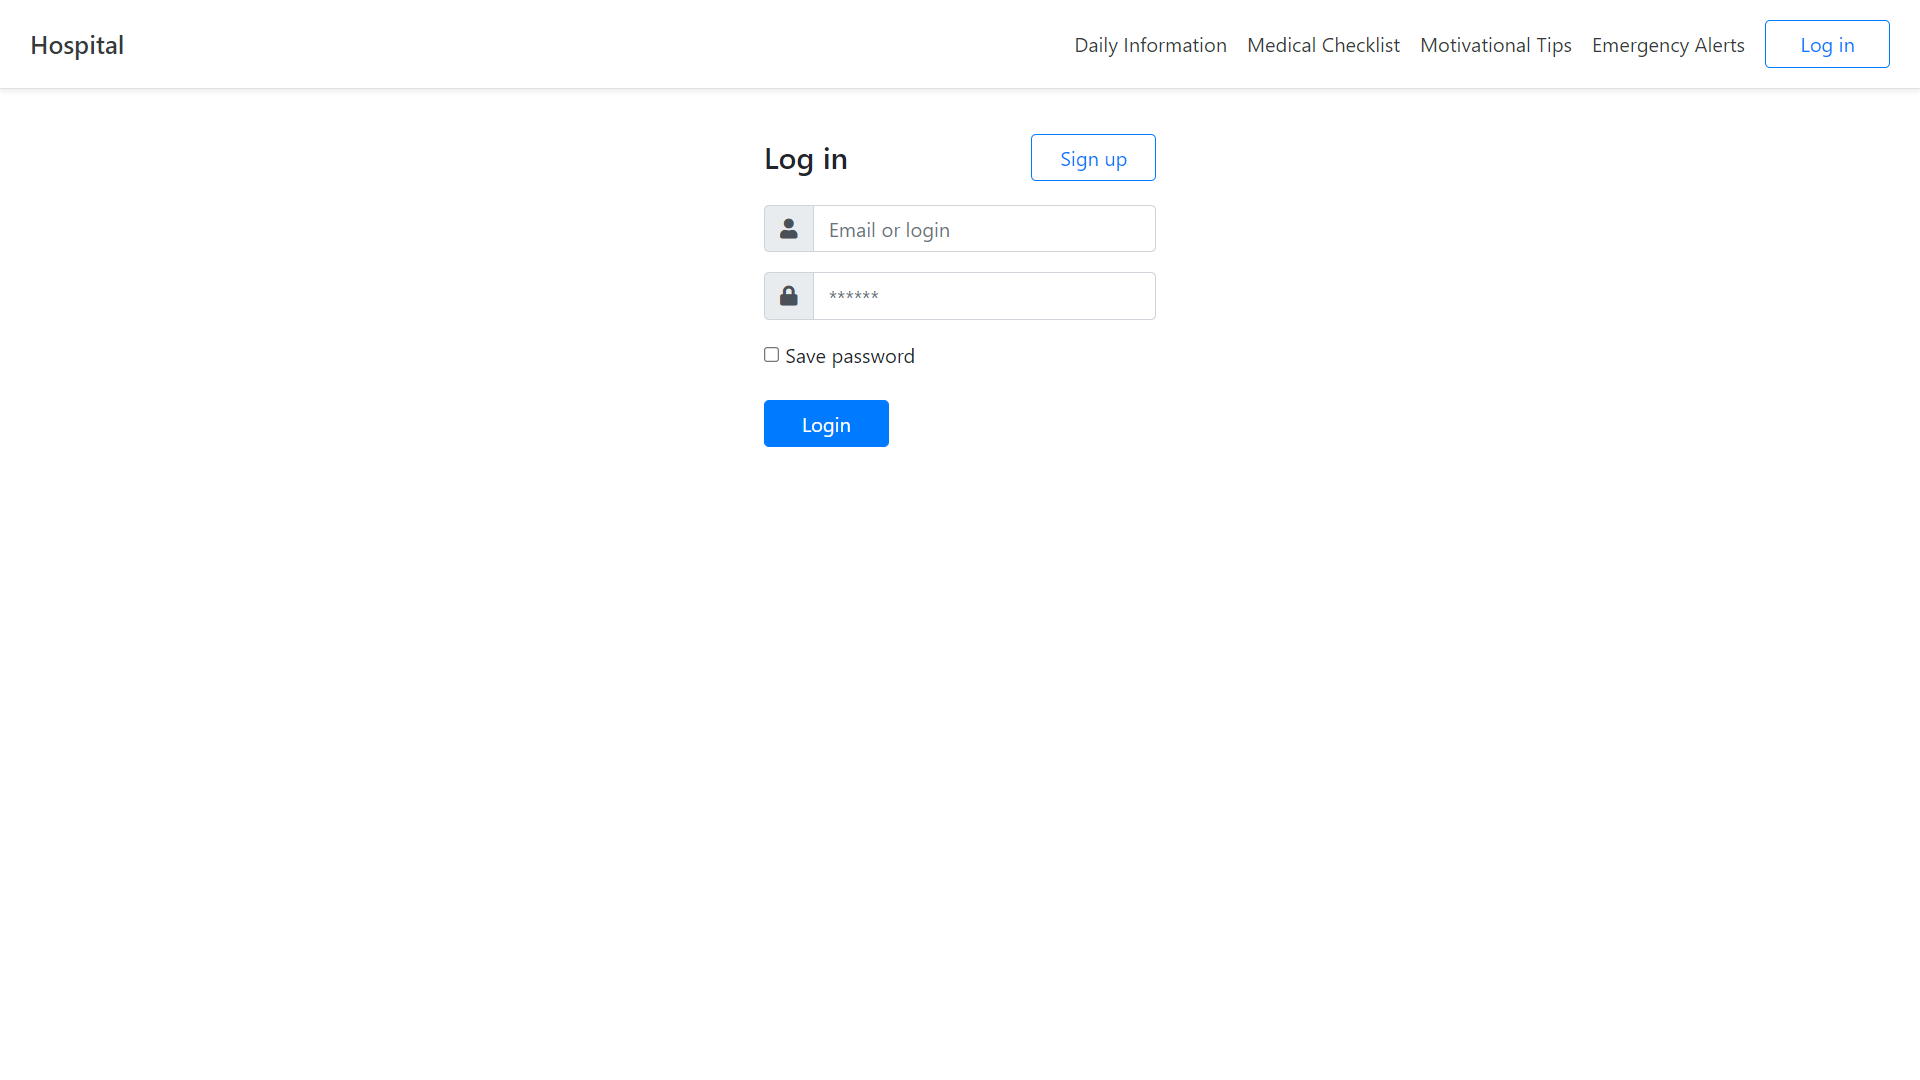 Hospital
Daily Information Medical Checklist Motivational Tips Emergency Alerts Log in
Log in Sign up
Email or login
******
Save password
Login